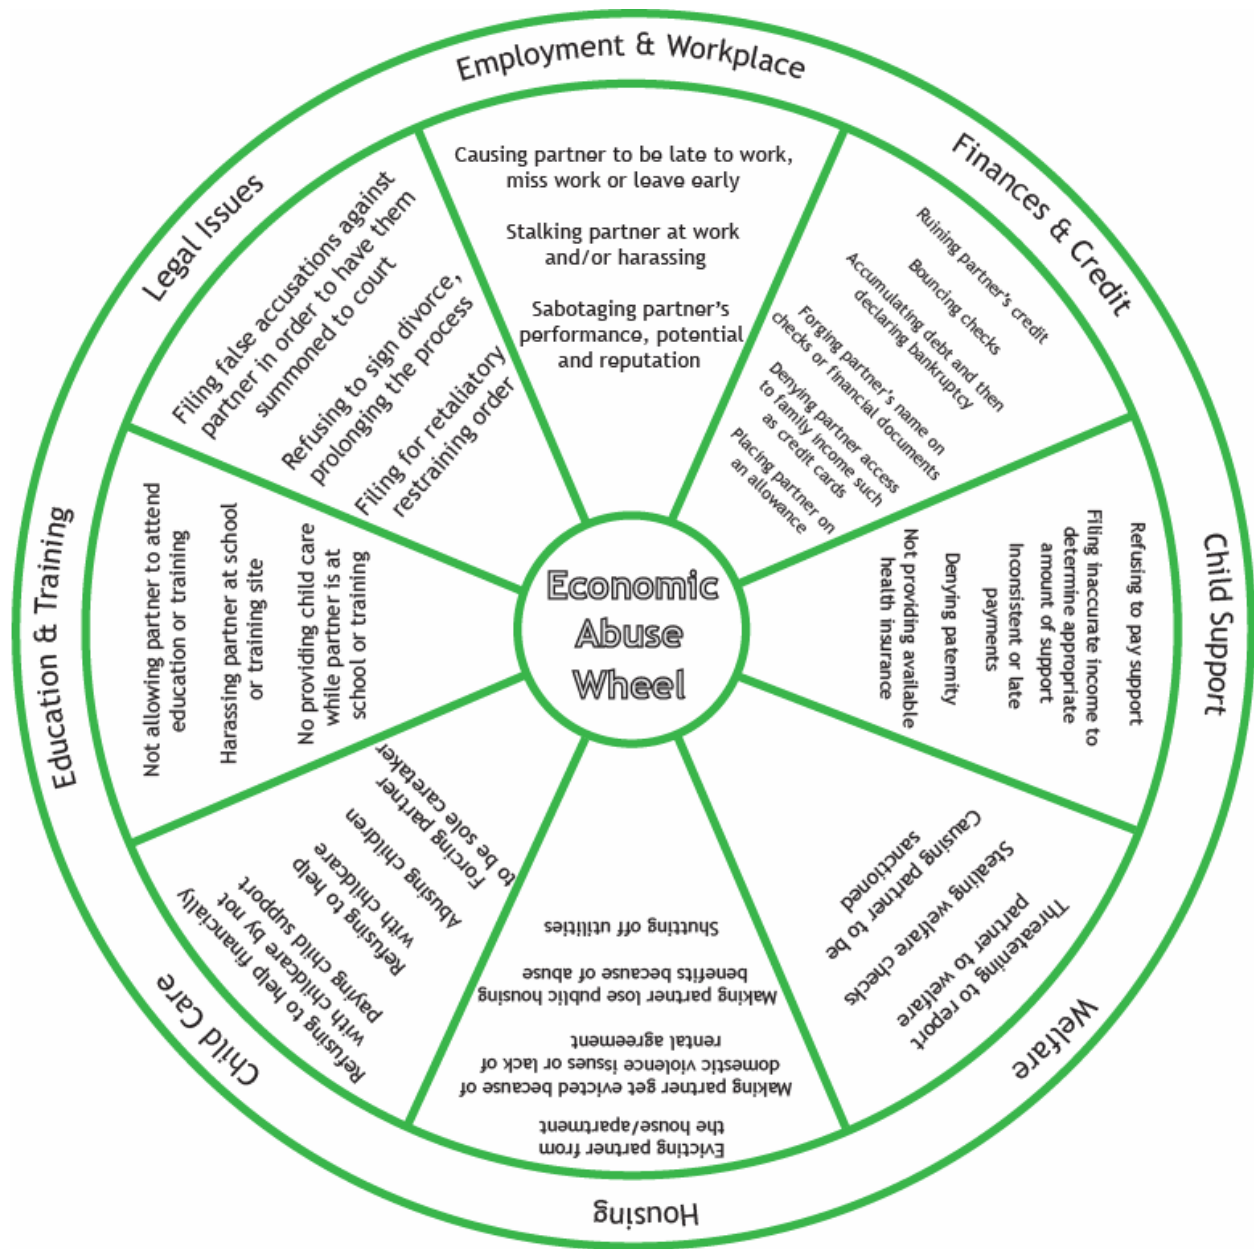 Employment & Workplace
Causing partner to be late to work,
miss work or leave early
Stalking partner at work
and/or harassing
Sabotaging partner's
performance, potential
and reputation
Finances & Credit
Ruining partner's credit
Bouncing checks
Accumulating debt and then
declaring bankruptcy
Forging partner's name on
checks or financial documents
Denying partner access
to family income such
as credit cards
Placing partner on
an allowance
Child Support
Refusing to pay support
Filing inaccurate income to
determine appropriate
amount of support
Inconsistent or late
payments
Denying paternity
Not providing available
health insurance
Welfare
Threatening to report
partner to welfare
Stealing welfare checks
Causing partner to be
sanctioned
Housing
Evicting partner from
the house/apartment
Making partner get evicted because of
domestic violence issues or lack of
rental agreement
Making partner lose public housing
benefits because of abuse
Shutting off utilities
Child Care
Refusing to help financially
with childcare by not
paying child support
Refusing to help
with childcare
Abusing children
Forcing partner
to be sole caretaker
Education & Training
Not allowing partner to attend
education or training
Harassing partner at school
or training site
No providing child care
while partner is at
school or training
Legal Issues
Filing false accusations against
partner in order to have them
summoned to court
Refusing to sign divorce,
prolonging the process
Filing for retaliatory
restraining order
Economic
Abuse
Wheel